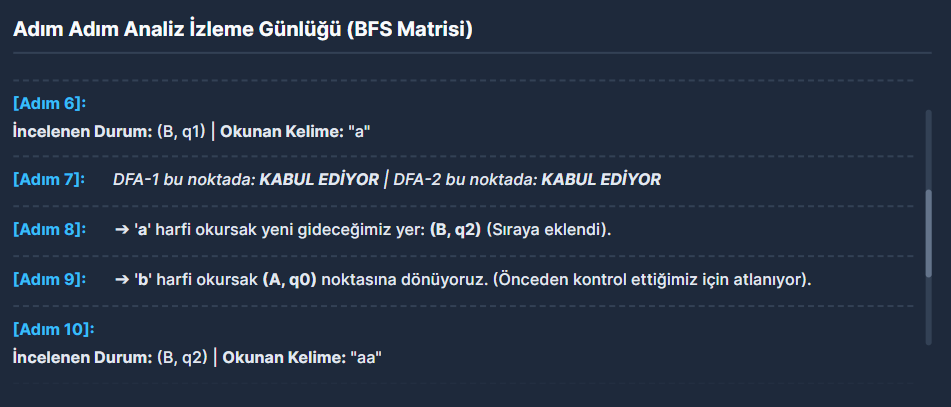 Adım Adım Analiz İzleme Günlüğü (BFS Matrisi)
[Adım 6]:
İncelenen Durum: (B, q1) | Okunan Kelime: "a"
[Adım 7]: DFA-1 bu noktada: KABUL EDİYOR | DFA-2 bu noktada: KABUL EDİYOR
[Adım 8]: ➔ 'a' harfi okursak yeni gideceğimiz yer: (B, q2) (Sıraya eklendi).
[Adım 9]: ➔ 'b' harfi okursak (A, q0) noktasına dönüyoruz. (Önceden kontrol ettiğimiz için atlanıyor).
[Adım 10]:
İncelenen Durum: (B, q2) | Okunan Kelime: "aa"